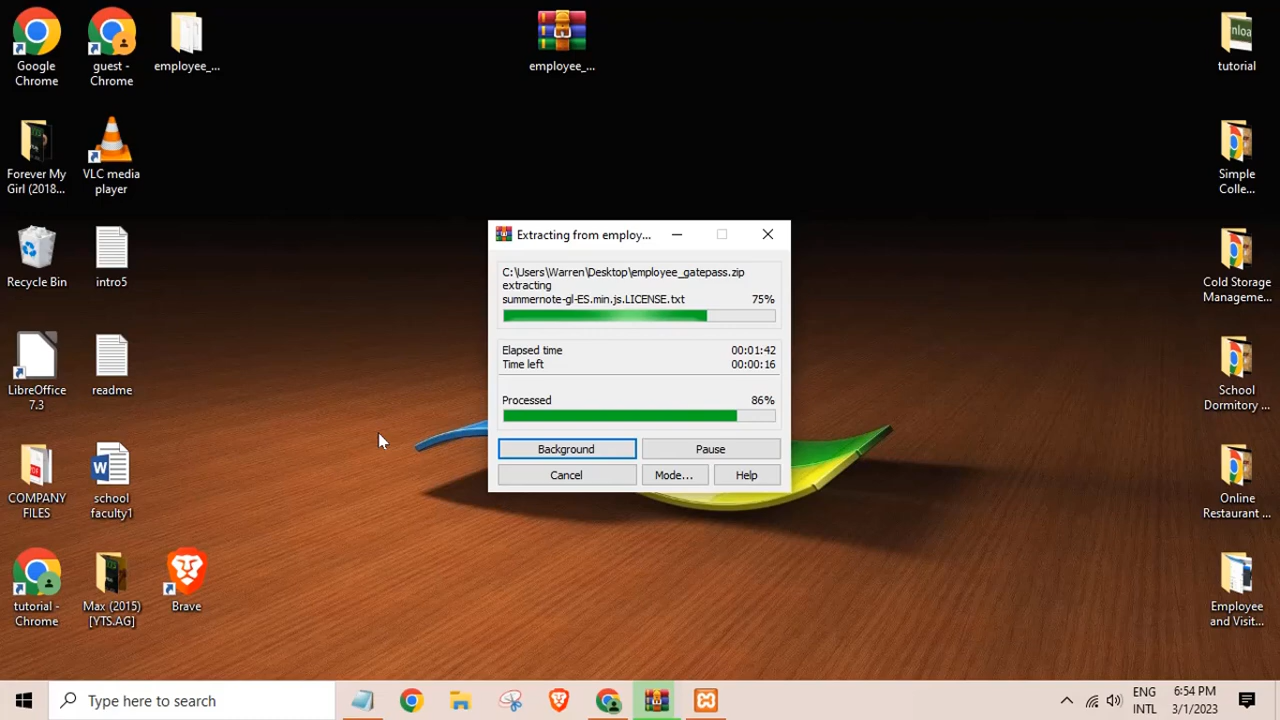 Google
Chrome
guest -
Chrome
employee_...
employee_...
nloa
tutorial
Forever My
Girl (2018...
VLC media
player
Simple
Colle...
Recycle Bin
intro5
Cold Storage
Manageme...
LibreOffice
7.3
readme
School
Dormitory ...
COMPANY
FILES
school
faculty1
Online
Restaurant ...
tutorial -
Chrome
Max (2015)
[YTS.AG]
Brave
Employee
and Visit...
Extracting from employ...
C:\Users\Warren\Desktop\employee_gatepass.zip
extracting
summernote-gl-ES.min.js.LICENSE.txt 75%
Elapsed time 00:01:42
Time left 00:00:16
Processed 86%
Background Pause
Cancel Mode... Help
Type here to search
ENG
INTL
6:54 PM
3/1/2023